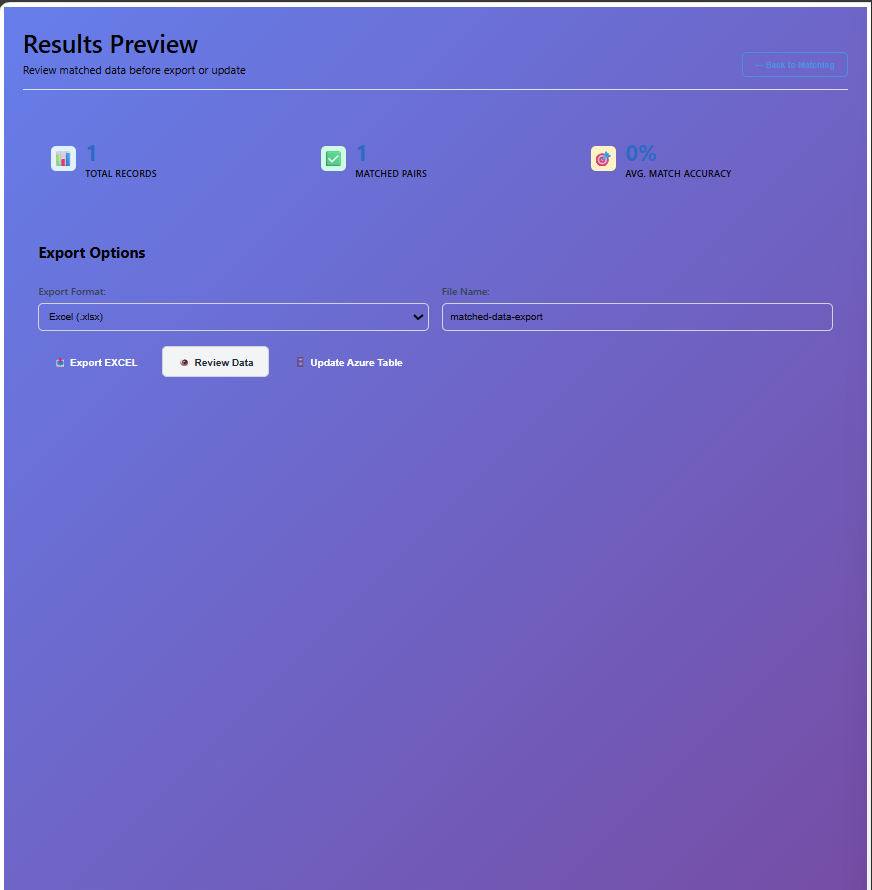 Results Preview
Review matched data before export or update
← Back to Matching
1
TOTAL RECORDS
1
MATCHED PAIRS
0%
AVG. MATCH ACCURACY
Export Options
Export Format:
File Name:
Excel (.xlsx)
matched-data-export
Export EXCEL
Review Data
Update Azure Table